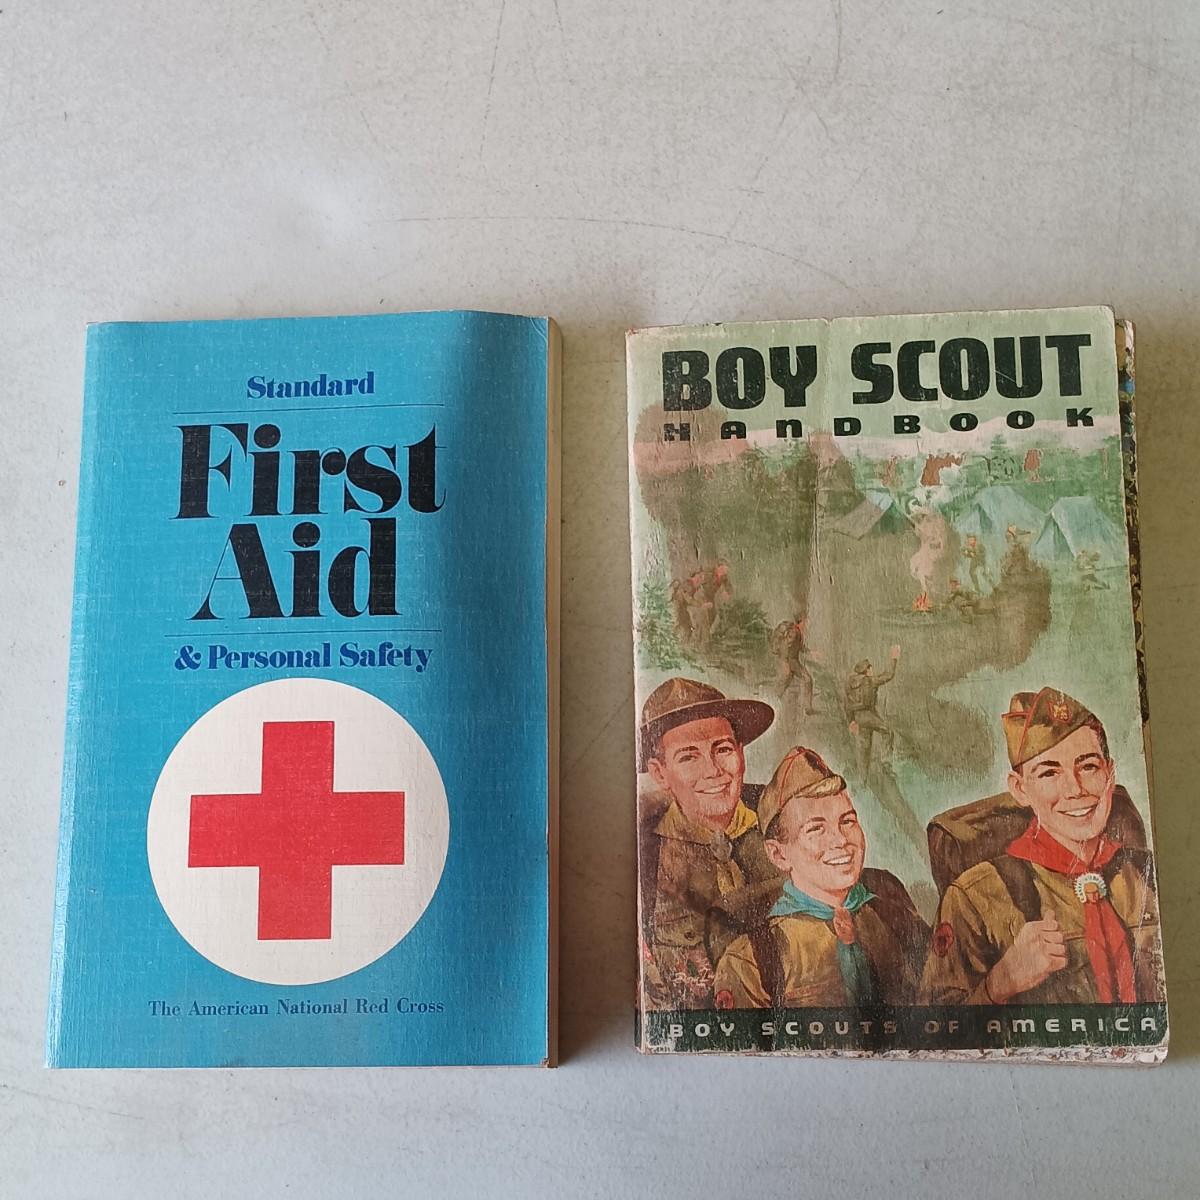 Standard
First
Aid
& Personal Safety
The American National Red Cross
BOY SCOUT
HANDBOOK
BOY SCOUTS OF AMERICA